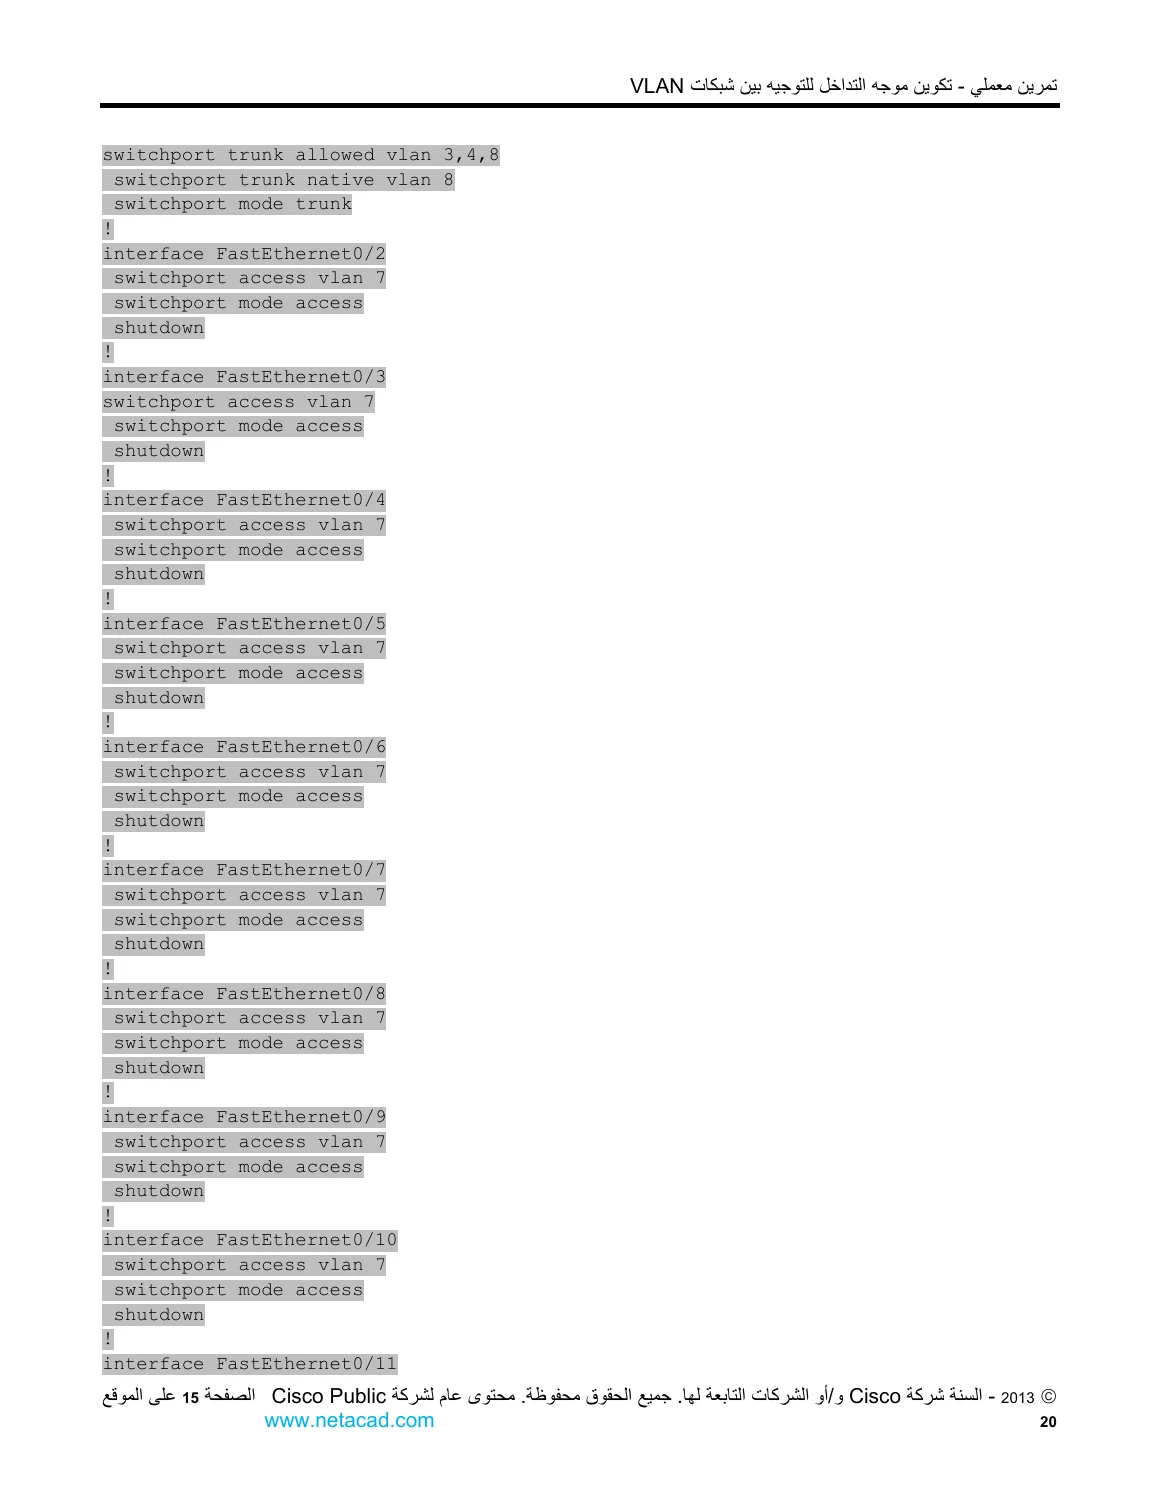 تمرين معملي - تكوين موجه التداخل للتوجيه بين شبكات VLAN
switchport trunk allowed vlan 3,4,8
switchport trunk native vlan 8
switchport mode trunk
!
interface FastEthernet0/2
switchport access vlan 7
switchport mode access
shutdown
!
interface FastEthernet0/3
switchport access vlan 7
switchport mode access
shutdown
!
interface FastEthernet0/4
switchport access vlan 7
switchport mode access
shutdown
!
interface FastEthernet0/5
switchport access vlan 7
switchport mode access
shutdown
!
interface FastEthernet0/6
switchport access vlan 7
switchport mode access
shutdown
!
interface FastEthernet0/7
switchport access vlan 7
switchport mode access
shutdown
!
interface FastEthernet0/8
switchport access vlan 7
switchport mode access
shutdown
!
interface FastEthernet0/9
switchport access vlan 7
switchport mode access
shutdown
!
interface FastEthernet0/10
switchport access vlan 7
switchport mode access
shutdown
!
interface FastEthernet0/11
© 2013 - السنة شركة Cisco و/أو الشركات التابعة لها. جميع الحقوق محفوظة. محتوى عام لشركة Cisco Public الصفحة 15 على الموقع
20 www.netacad.com